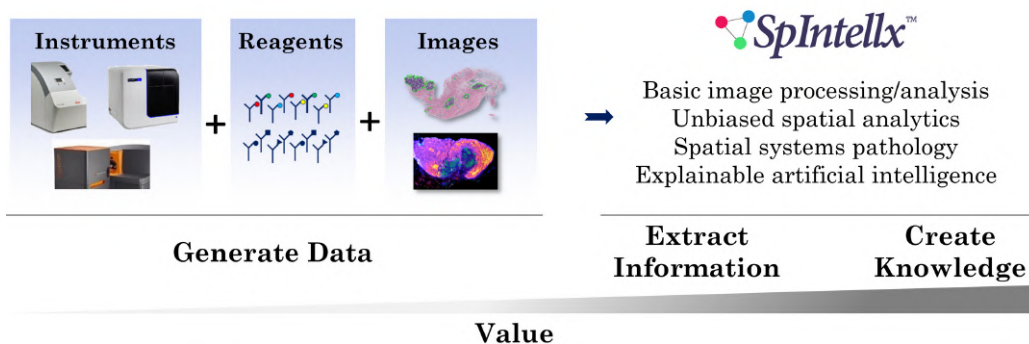 Instruments
Reagents
Images
+
+
SpIntellx™
Basic image processing/analysis
Unbiased spatial analytics
Spatial systems pathology
Explainable artificial intelligence
Generate Data
Extract
Information
Create
Knowledge
Value